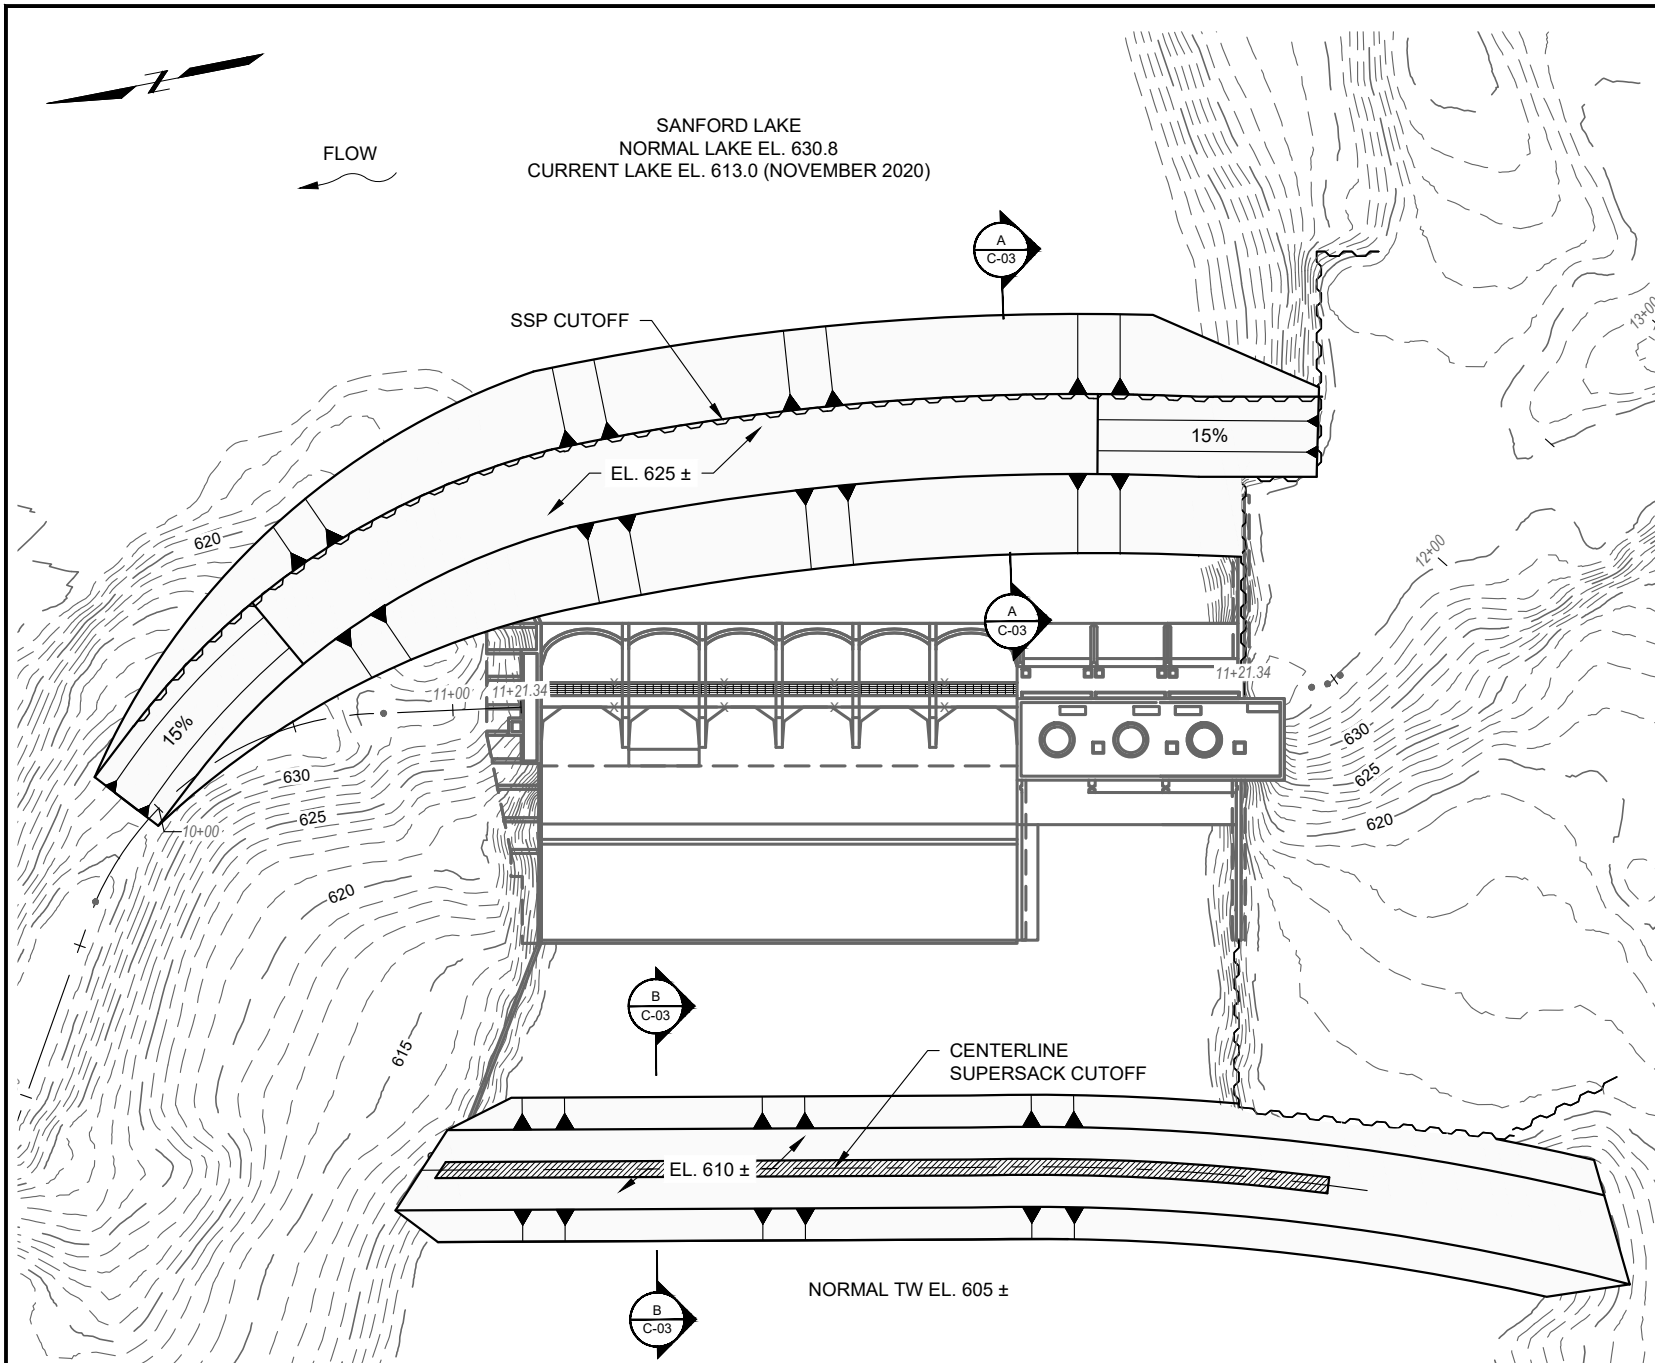 Z
SANFORD LAKE
NORMAL LAKE EL. 630.8
CURRENT LAKE EL. 613.0 (NOVEMBER 2020)
FLOW
A
C-03
13+00
SSP CUTOFF
15%
EL. 625 ±
620
12+00
A
C-03
11+00
11+21.34
11+21.34
15%
630
630
625
625
620
10+00
620
B
C-03
615
CENTERLINE
SUPERSACK CUTOFF
EL. 610 ±
NORMAL TW EL. 605 ±
B
C-03